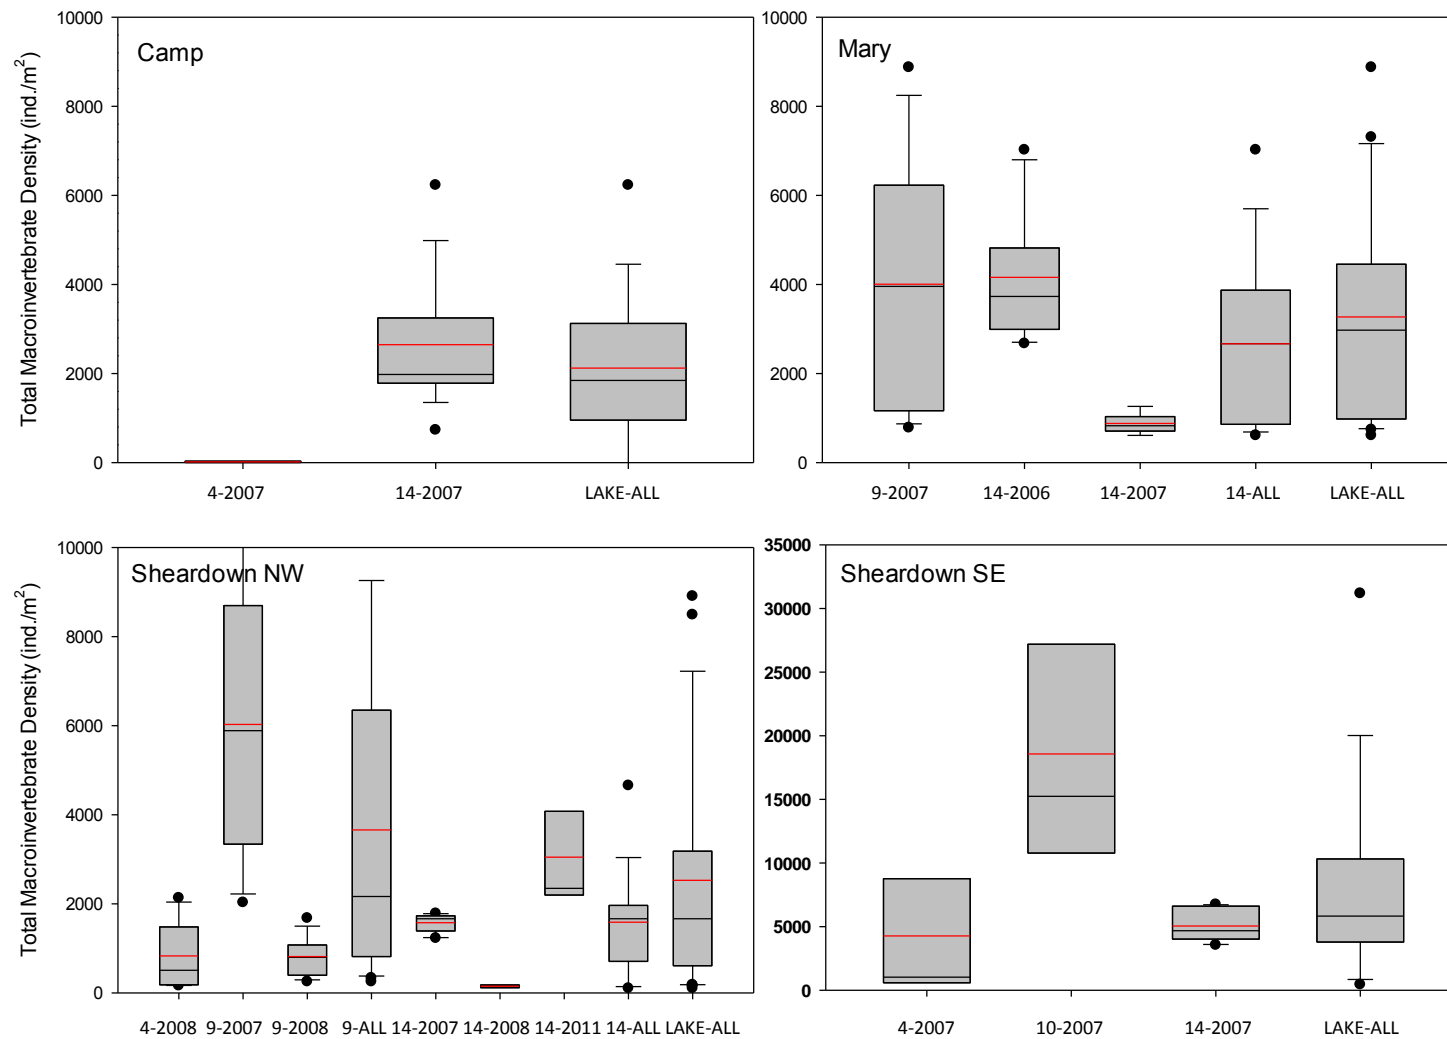 Total Macroinvertebrate Density (ind./m²)
Camp
10000
8000
6000
4000
2000
0
4-2007 14-2007 LAKE-ALL
Mary
10000
8000
6000
4000
2000
0
9-2007 14-2006 14-2007 14-ALL LAKE-ALL
Total Macroinvertebrate Density (ind./m²)
Sheardown NW
10000
8000
6000
4000
2000
0
4-2008 9-2007 9-2008 9-ALL 14-2007 14-2008 14-2011 14-ALL LAKE-ALL
Sheardown SE
35000
30000
25000
20000
15000
10000
5000
0
4-2007 10-2007 14-2007 LAKE-ALL